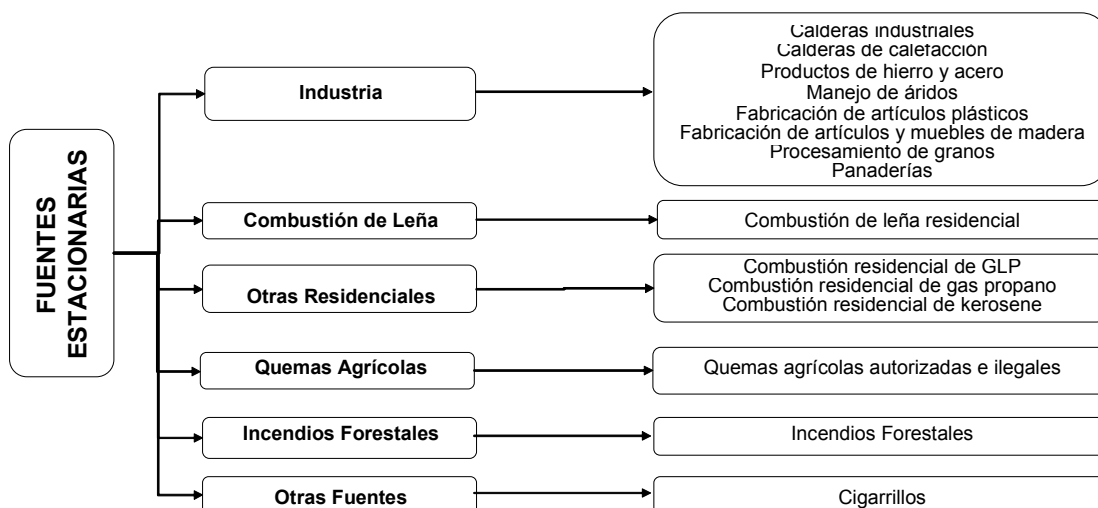 FUENTES
ESTACIONARIAS
Industria
Calderas industriales
Calderas de calefacción
Productos de hierro y acero
Manejo de áridos
Fabricación de artículos plásticos
Fabricación de artículos y muebles de madera
Procesamiento de granos
Panaderías
Combustión de Leña
Combustión de leña residencial
Otras Residenciales
Combustión residencial de GLP
Combustión residencial de gas propano
Combustión residencial de kerosene
Quemas Agrícolas
Quemas agrícolas autorizadas e ilegales
Incendios Forestales
Incendios Forestales
Otras Fuentes
Cigarrillos